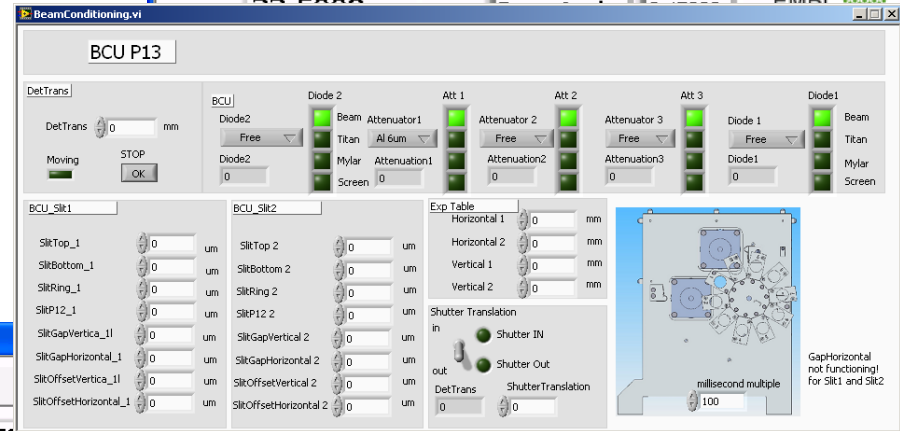 BeamConditioning.vi
BCU P13
DetTrans
DetTrans 0 mm
Moving
STOP
OK
BCU
Diode 2
Att 1
Att 2
Att 3
Diode1
Diode2
Free
Diode2
0
Beam
Titan
Mylar
Screen
Attenuator1
Al 6um
Attenuation1
0
Attenuator 2
Free
Attenuation2
0
Attenuator 3
Free
Attenuation3
0
Diode 1
Free
Diode1
0
Beam
Titan
Mylar
Screen
BCU_Slit1
SlitTop_1 0 um
SlitBottom_1 0 um
SlitRing_1 0 um
SlitP12_1 0 um
SlitGapVertica_1l 0 um
SlitGapHorizontal_1 0 um
SlitOffsetVertica_1l 0 um
SlitOffsetHorizontal_1 0 um
BCU_Slit2
SlitTop 2 0 um
SlitBottom 2 0 um
SlitRing 2 0 um
SlitP12 2 0 um
SlitGapVertical 2 0 um
SlitGapHorizontal 2 0 um
SlitOffsetVertical 2 0 um
SlitOffsetHorizontal 2 0 um
Exp Table
Horizontal 1 0 mm
Horizontal 2 0 mm
Vertical 1 0 mm
Vertical 2 0 mm
Shutter Translation
in
out
Shutter IN
Shutter Out
DetTrans
0
ShutterTranslation
0
millisecond multiple
100
GapHorizontal
not functioning!
for Slit1 and Slit2